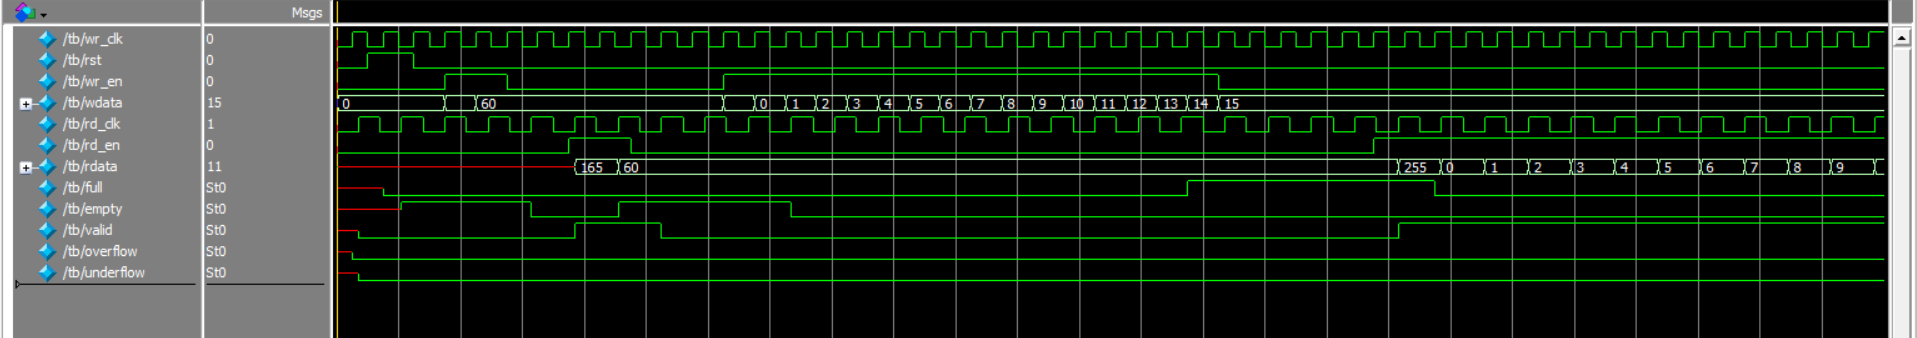 Msgs
/tb/wr_clk 0
/tb/rst 0
/tb/wr_en 0
/tb/wdata 15 0 60 0 1 2 3 4 5 6 7 8 9 10 11 12 13 14 15
/tb/rd_clk 1
/tb/rd_en 0
/tb/rdata 11 165 60 255 0 1 2 3 4 5 6 7 8 9
/tb/full St0
/tb/empty St0
/tb/valid St0
/tb/overflow St0
/tb/underflow St0